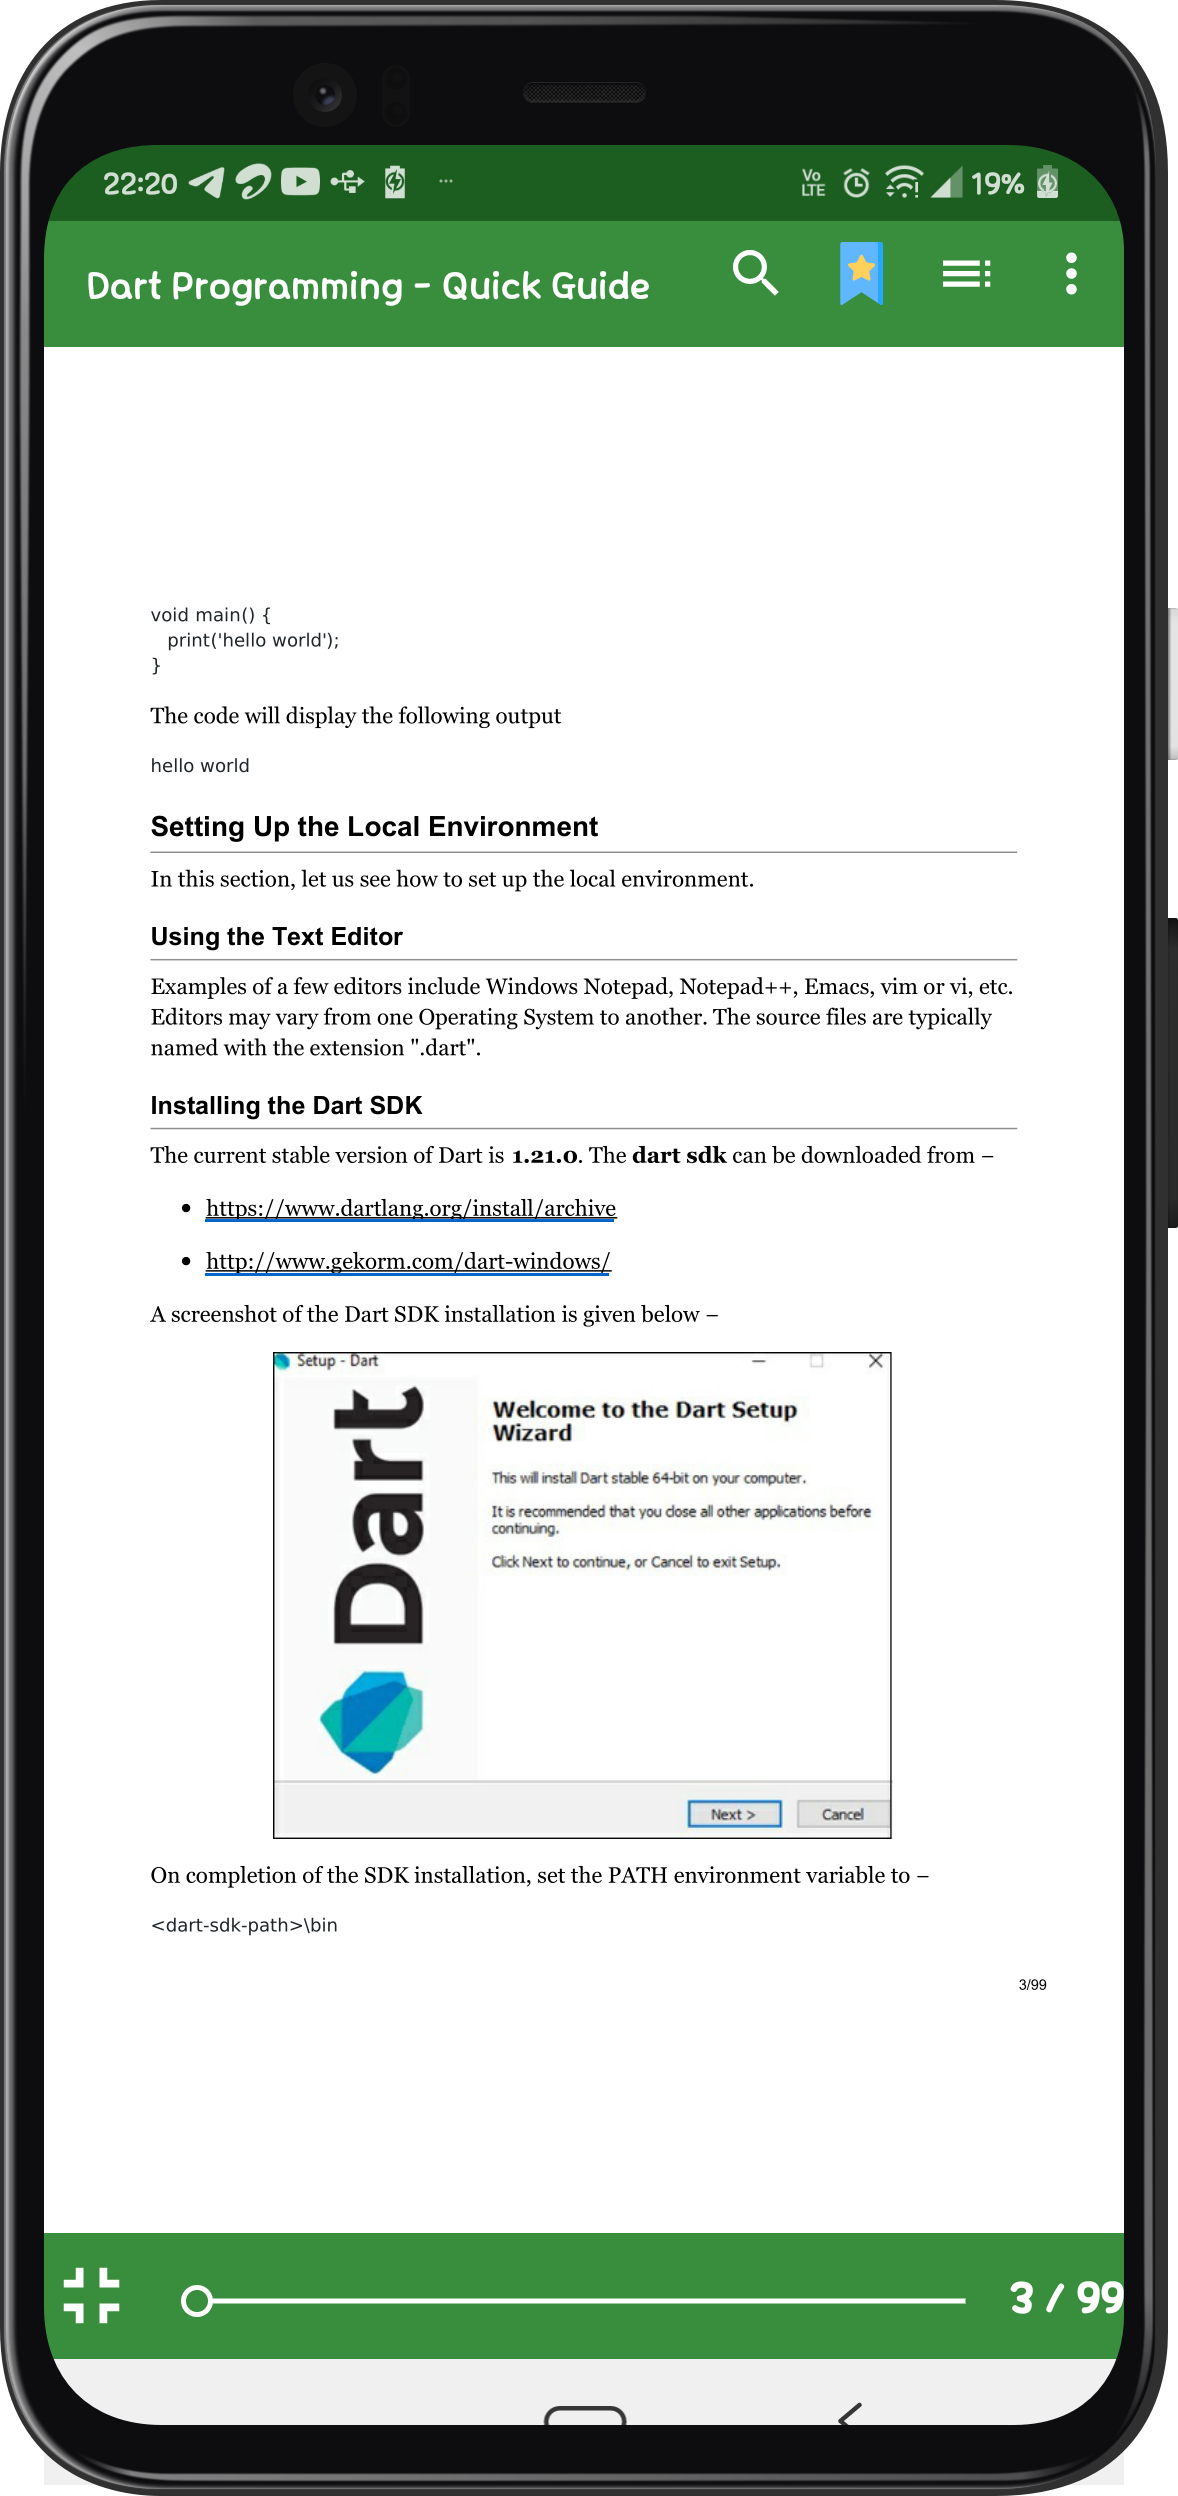 22:20
Vo
LTE
19%
Dart Programming - Quick Guide
void main() {
print('hello world');
}
The code will display the following output
hello world
Setting Up the Local Environment
In this section, let us see how to set up the local environment.
Using the Text Editor
Examples of a few editors include Windows Notepad, Notepad++, Emacs, vim or vi, etc.
Editors may vary from one Operating System to another. The source files are typically
named with the extension ".dart".
Installing the Dart SDK
The current stable version of Dart is 1.21.0. The dart sdk can be downloaded from –
• https://www.dartlang.org/install/archive
• http://www.gekorm.com/dart-windows/
A screenshot of the Dart SDK installation is given below –
Setup - Dart
Dart
Welcome to the Dart Setup
Wizard
This will install Dart stable 64-bit on your computer.
It is recommended that you close all other applications before
continuing.
Click Next to continue, or Cancel to exit Setup.
Next >
Cancel
On completion of the SDK installation, set the PATH environment variable to –
<dart-sdk-path>\bin
3/99
3 / 99